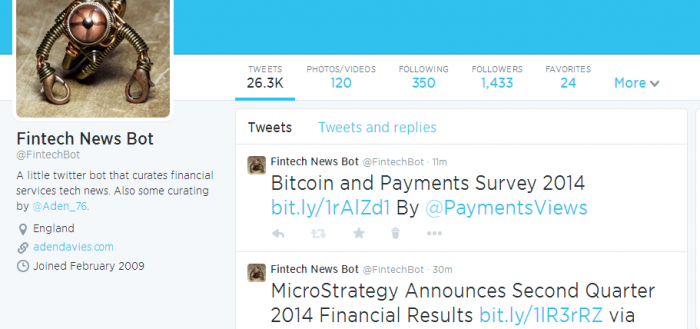 TWEETS PHOTOS/VIDEOS FOLLOWING FOLLOWERS FAVORITES
26.3K 120 350 1,433 24 More
Fintech News Bot
@FintechBot
A little twitter bot that curates financial
services tech news. Also some curating
by @Aden_76.
England
adendavies.com
Joined February 2009
Tweets Tweets and replies
Fintech News Bot @FintechBot · 11m
Bitcoin and Payments Survey 2014
bit.ly/1rAlZd1 By @PaymentsViews
Fintech News Bot @FintechBot · 30m
MicroStrategy Announces Second Quarter
2014 Financial Results bit.ly/1lR3rRZ via